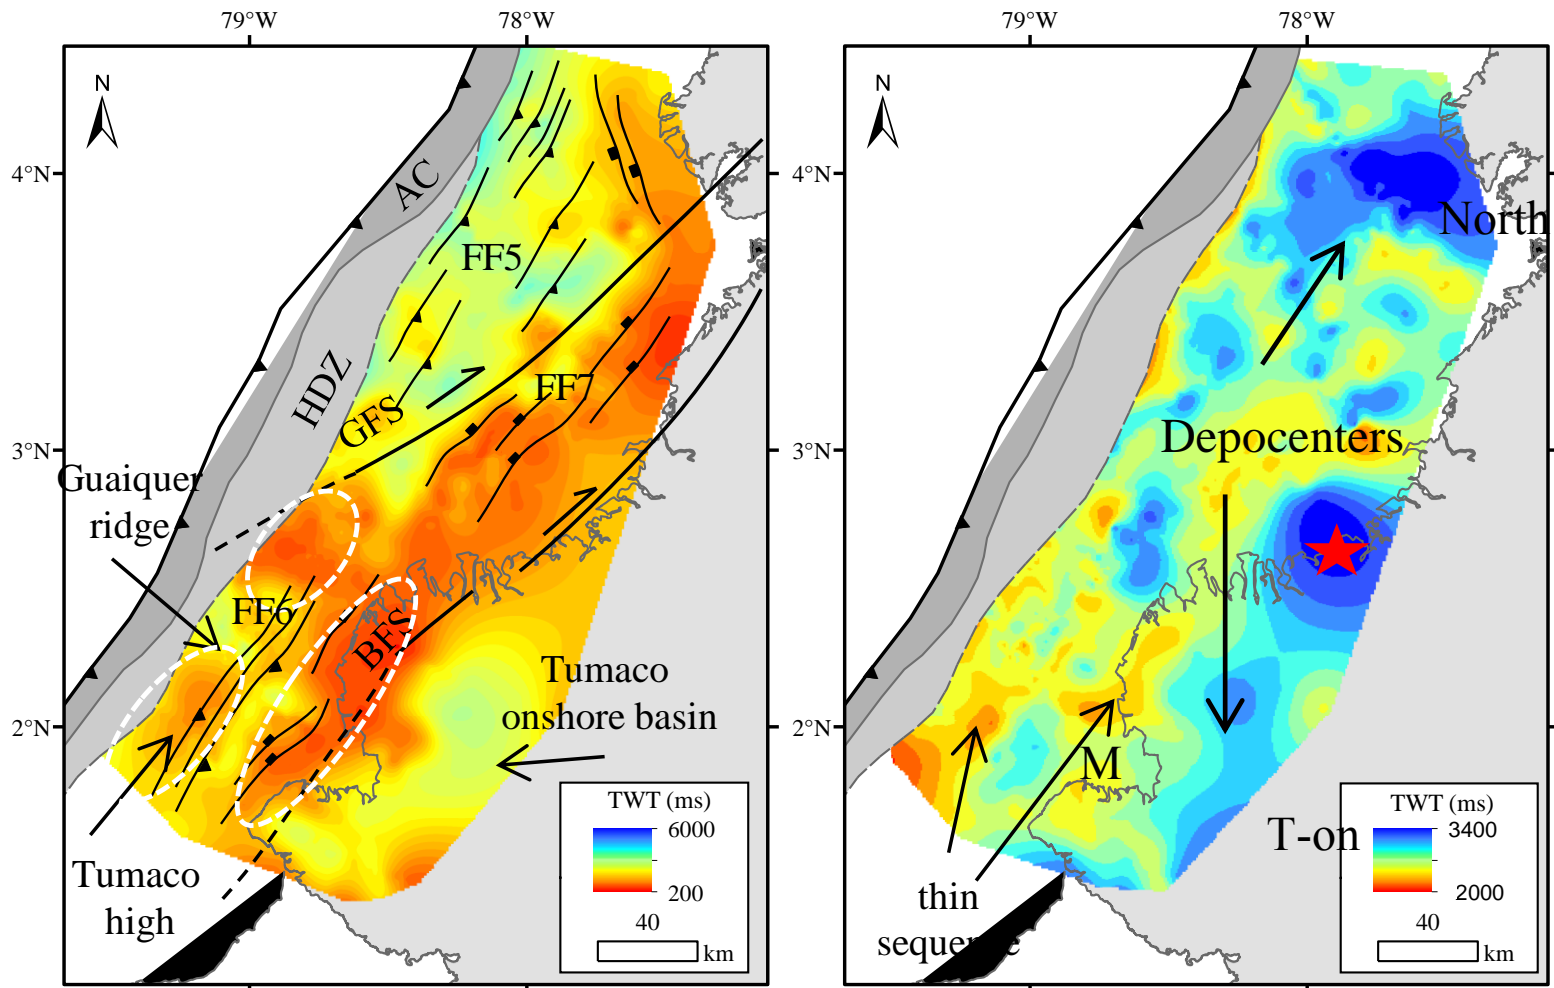 79°W
78°W
N
4°N
3°N
2°N
AC
HDZ
FF5
GFS
FF7
Guaiquer
ridge
FF6
BFS
Tumaco
onshore basin
Tumaco
high
TWT (ms)
6000
200
40
km
79°W
78°W
N
4°N
3°N
2°N
North
Depocenters
M
T-on
thin
sequence
TWT (ms)
3400
2000
40
km